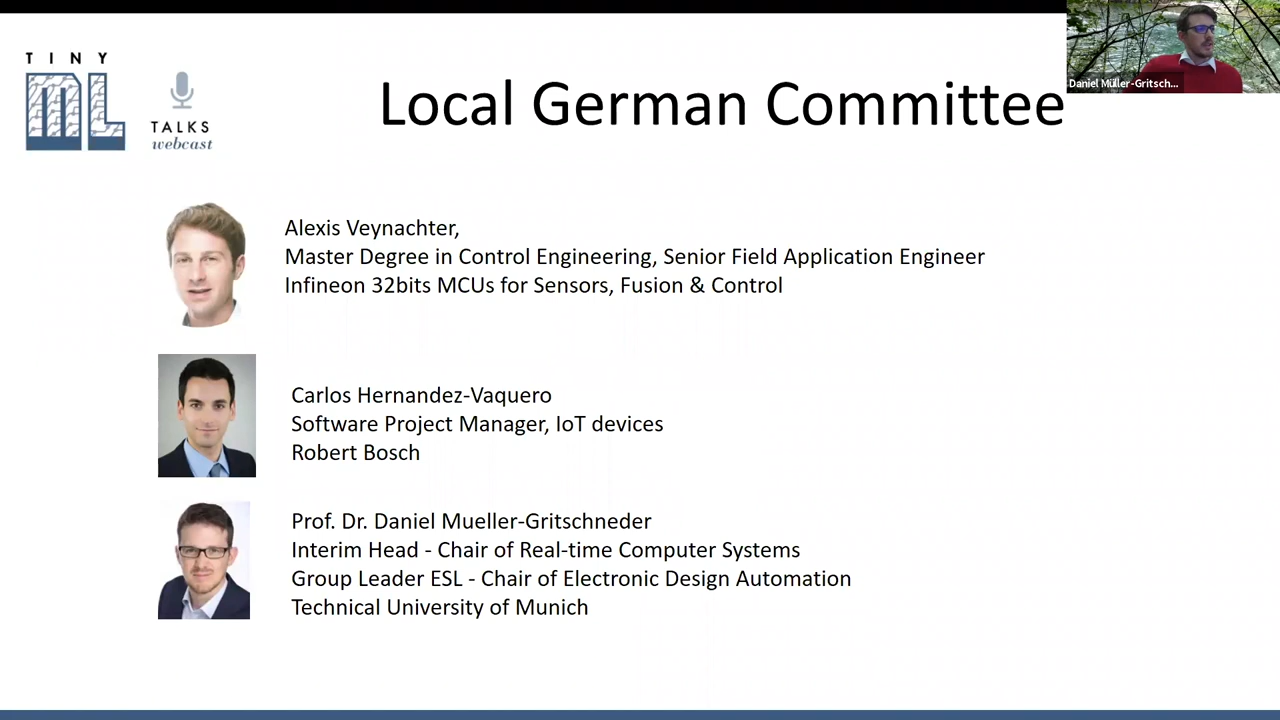 TINY
ML
TALKS
webcast
Local German Committee
Daniel Müller-Gritsch...
Alexis Veynachter,
Master Degree in Control Engineering, Senior Field Application Engineer
Infineon 32bits MCUs for Sensors, Fusion & Control
Carlos Hernandez-Vaquero
Software Project Manager, IoT devices
Robert Bosch
Prof. Dr. Daniel Mueller-Gritschneder
Interim Head - Chair of Real-time Computer Systems
Group Leader ESL - Chair of Electronic Design Automation
Technical University of Munich